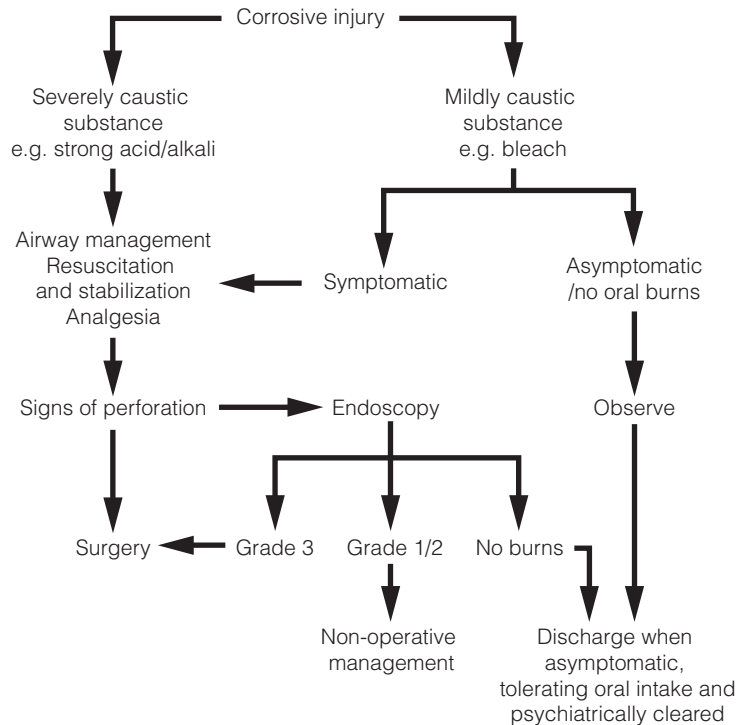 Corrosive injury
Severely caustic
substance
e.g. strong acid/alkali
Mildly caustic
substance
e.g. bleach
Airway management
Resuscitation
and stabilization
Analgesia
Symptomatic
Asymptomatic
/no oral burns
Signs of perforation
Endoscopy
Observe
Surgery
Grade 3
Grade 1/2
No burns
Non-operative
management
Discharge when
asymptomatic,
tolerating oral intake and
psychiatrically cleared